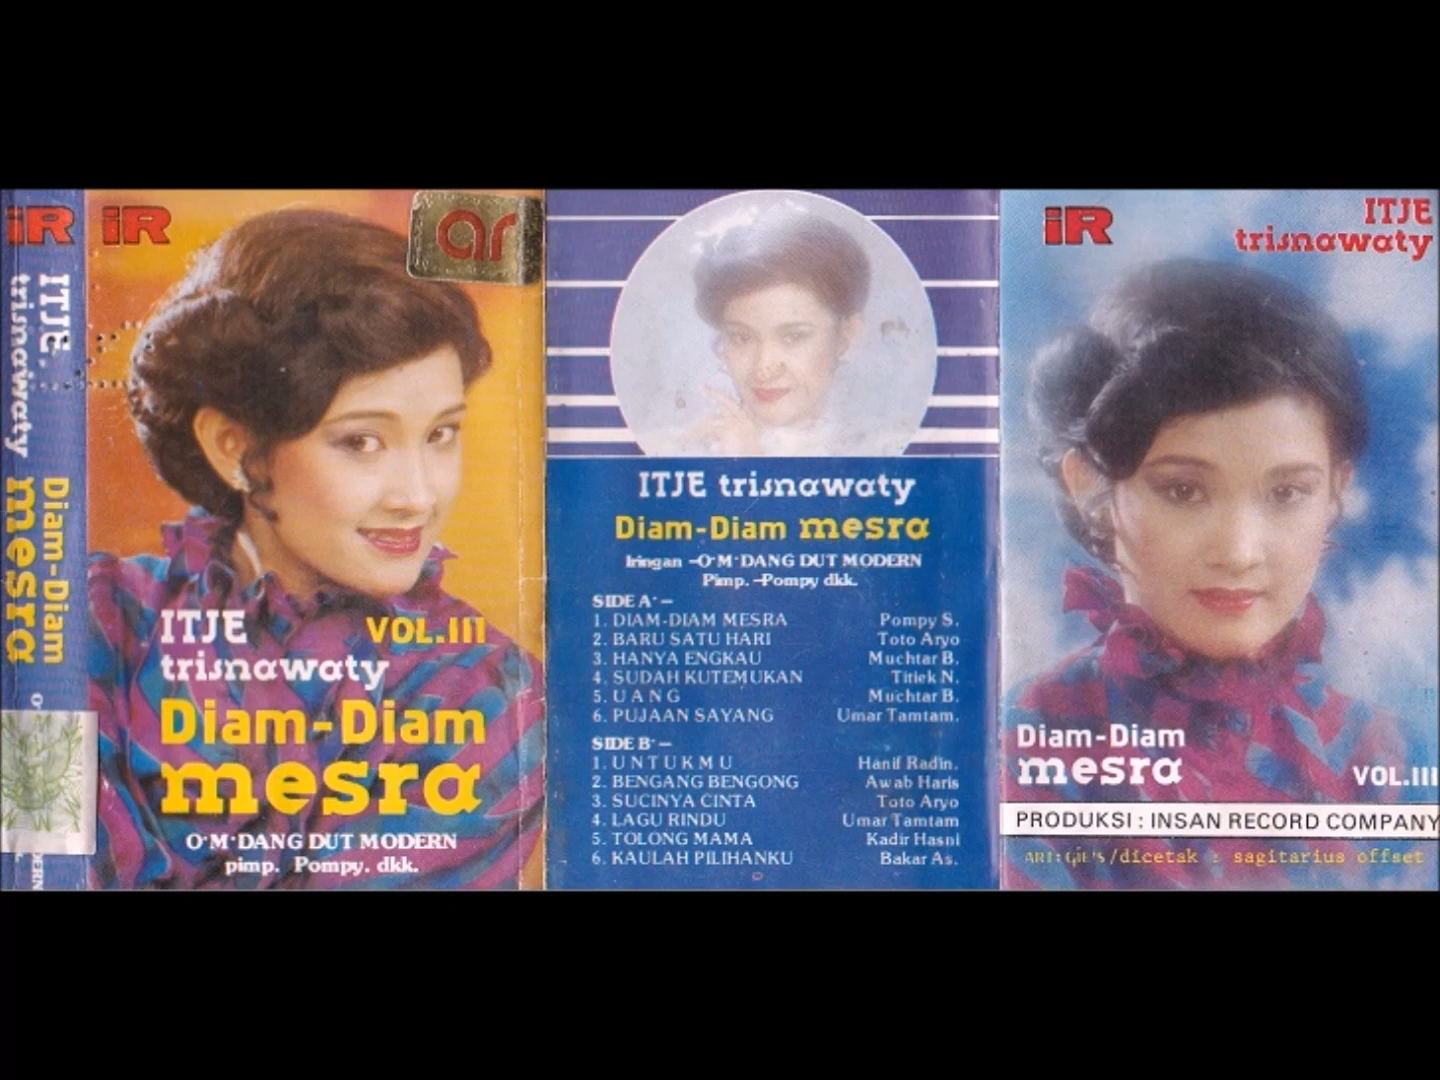 iR
ITJE
trisnawaty
Diam-Diam
mesra
iR
ar
ITJE
VOL.III
trisnawaty
Diam-Diam
mesra
O·M·DANG DUT MODERN
pimp. Pompy. dkk.
ITJE trisnawaty
Diam-Diam mesra
Iringan -O·M·DANG DUT MODERN
Pimp. -Pompy dkk.
SIDE A·-
1. DIAM-DIAM MESRA Pompy S.
2. BARU SATU HARI Toto Aryo
3. HANYA ENGKAU Muchtar B.
4. SUDAH KUTEMUKAN Titiek N.
5. U A N G Muchtar B.
6. PUJAAN SAYANG Umar Tamtam.
SIDE B·-
1. U N T U K M U Hanif Radin.
2. BENGANG BENGONG Awab Haris
3. SUCINYA CINTA Toto Aryo
4. LAGU RINDU Umar Tamtam
5. TOLONG MAMA Kadir Hasni
6. KAULAH PILIHANKU Bakar As.
iR
ITJE
trisnawaty
Diam-Diam
mesra
VOL.III
PRODUKSI : INSAN RECORD COMPANY
ART: GIE'S /dicetak : sagitarius offset